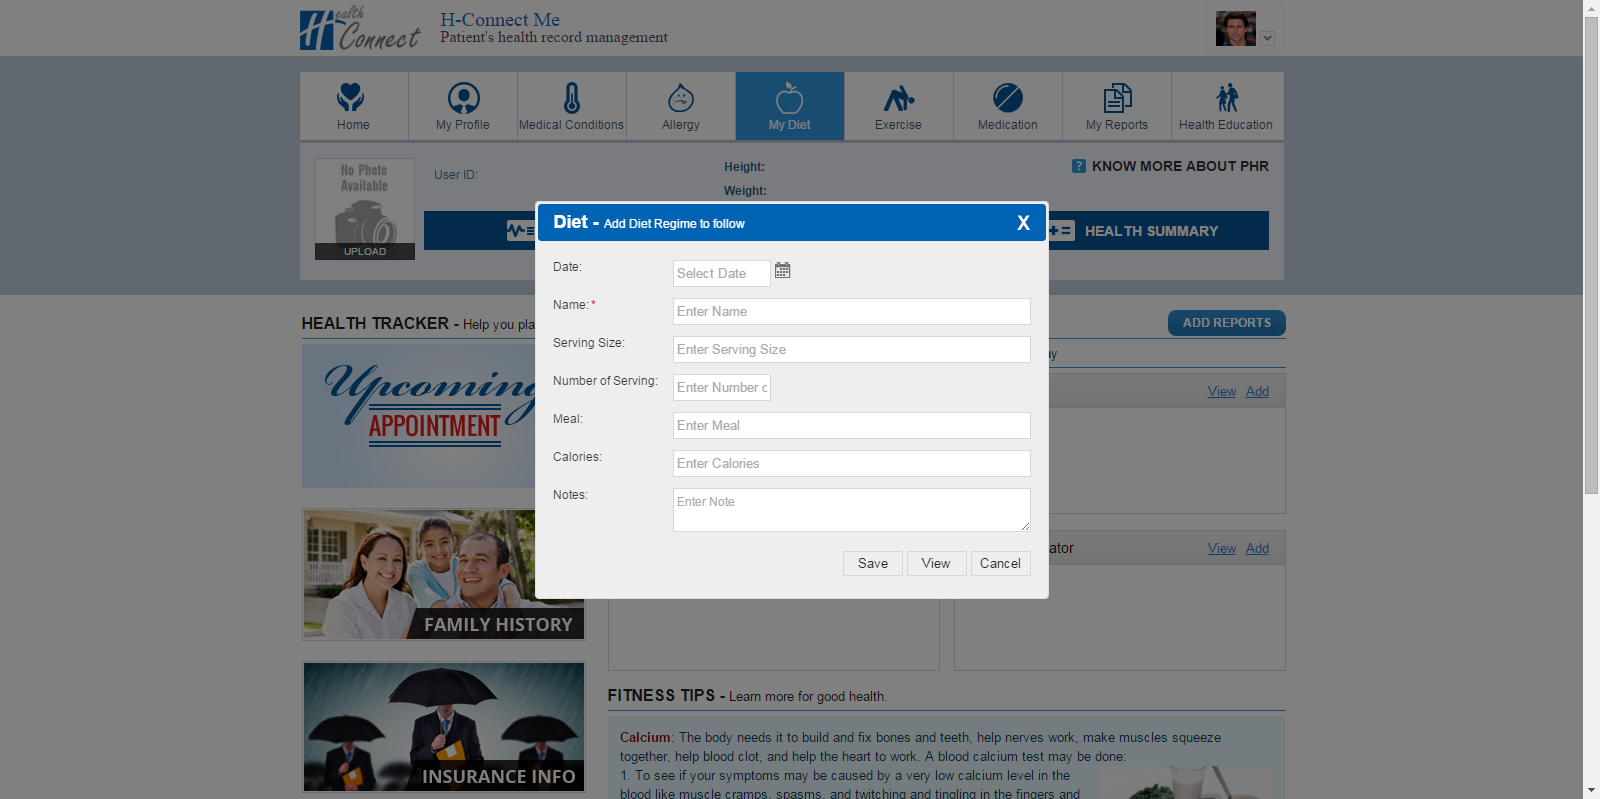 Health
Connect
H-Connect Me
Patient's health record management
Home
My Profile
Medical Conditions
Allergy
My Diet
Exercise
Medication
My Reports
Health Education
No Photo
Available
UPLOAD
User ID:
Height:
Weight:
? KNOW MORE ABOUT PHR
HEALTH SUMMARY
Diet - Add Diet Regime to follow
X
Date:
Select Date
Name: *
Enter Name
Serving Size:
Enter Serving Size
Number of Serving:
Enter Number
Meal:
Enter Meal
Calories:
Enter Calories
Notes:
Enter Note
Save
View
Cancel
HEALTH TRACKER - Help you
ADD REPORTS
Upcoming
APPOINTMENT
View Add
View Add
FAMILY HISTORY
INSURANCE INFO
FITNESS TIPS - Learn more for good health.
Calcium: The body needs it to build and fix bones and teeth, help nerves work, make muscles squeeze
together, help blood clot, and help the heart to work. A blood calcium test may be done:
1. To see if your symptoms may be caused by a very low calcium level in the
blood like muscle cramps, spasms, and twitching and tingling in the fingers and